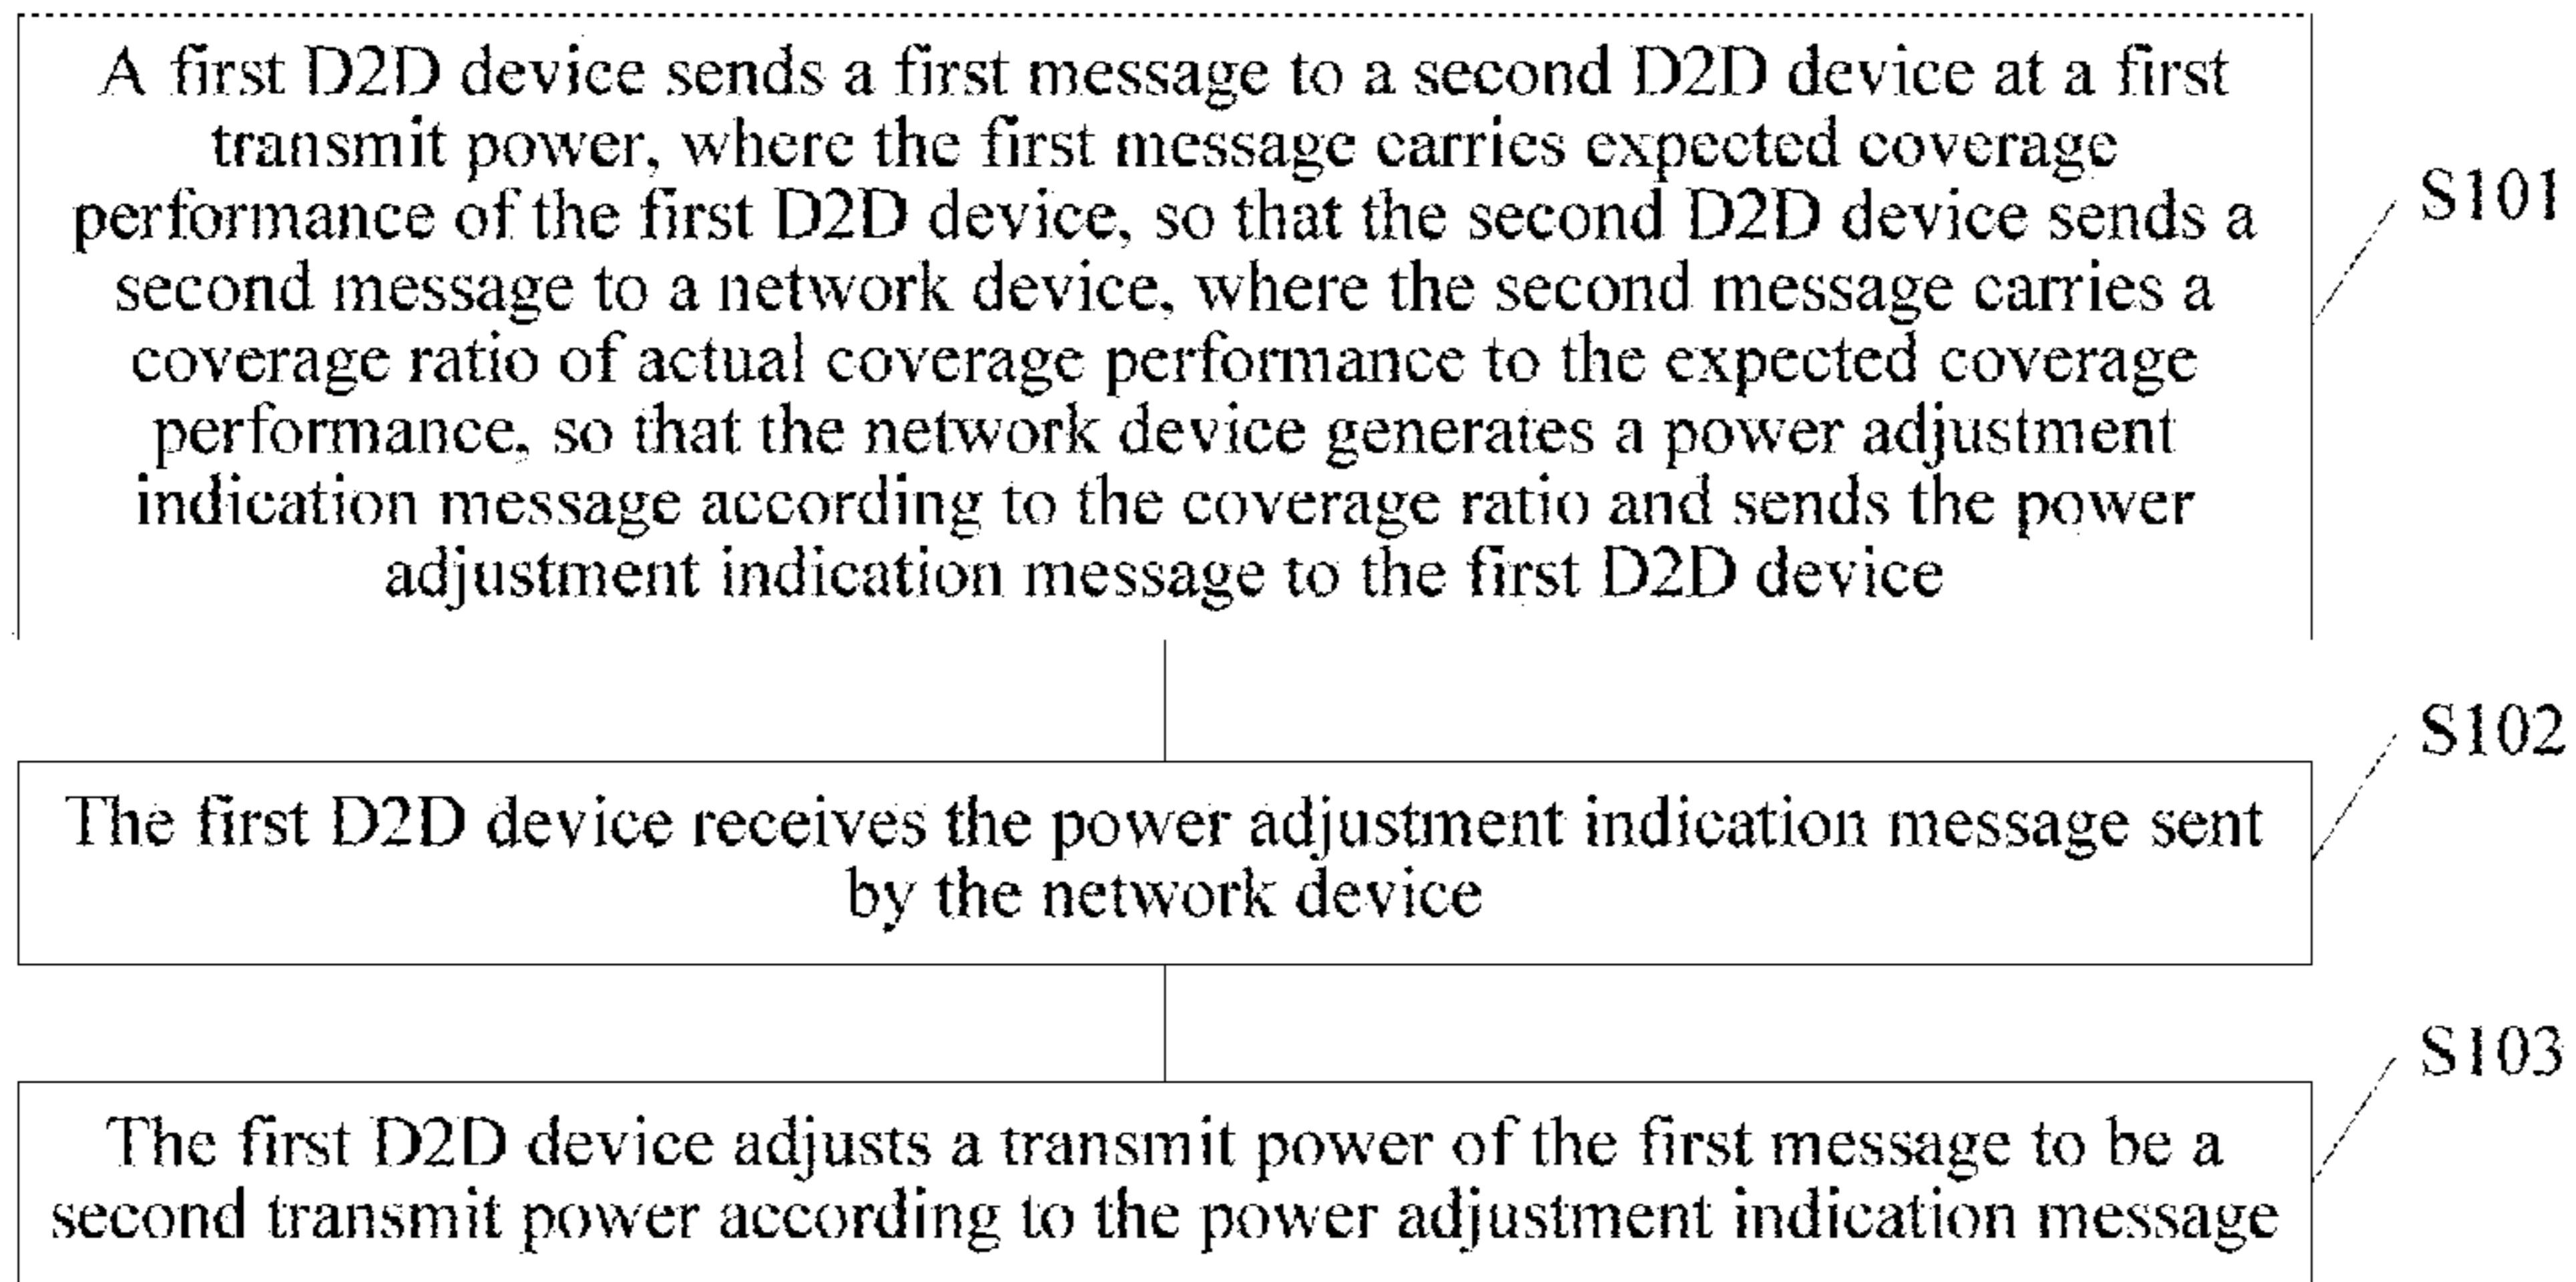 A first D2D device sends a first message to a second D2D device at a first
transmit power, where the first message carries expected coverage
performance of the first D2D device, so that the second D2D device sends a
second message to a network device, where the second message carries a
coverage ratio of actual coverage performance to the expected coverage
performance, so that the network device generates a power adjustment
indication message according to the coverage ratio and sends the power
adjustment indication message to the first D2D device
S101
S102
The first D2D device receives the power adjustment indication message sent
by the network device
S103
The first D2D device adjusts a transmit power of the first message to be a
second transmit power according to the power adjustment indication message